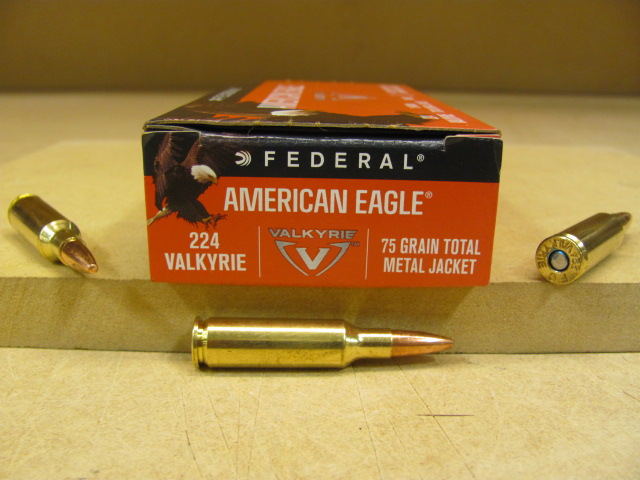 FEDERAL®
AMERICAN EAGLE®
224
VALKYRIE
VALKYRIE
V
75 GRAIN TOTAL
METAL JACKET